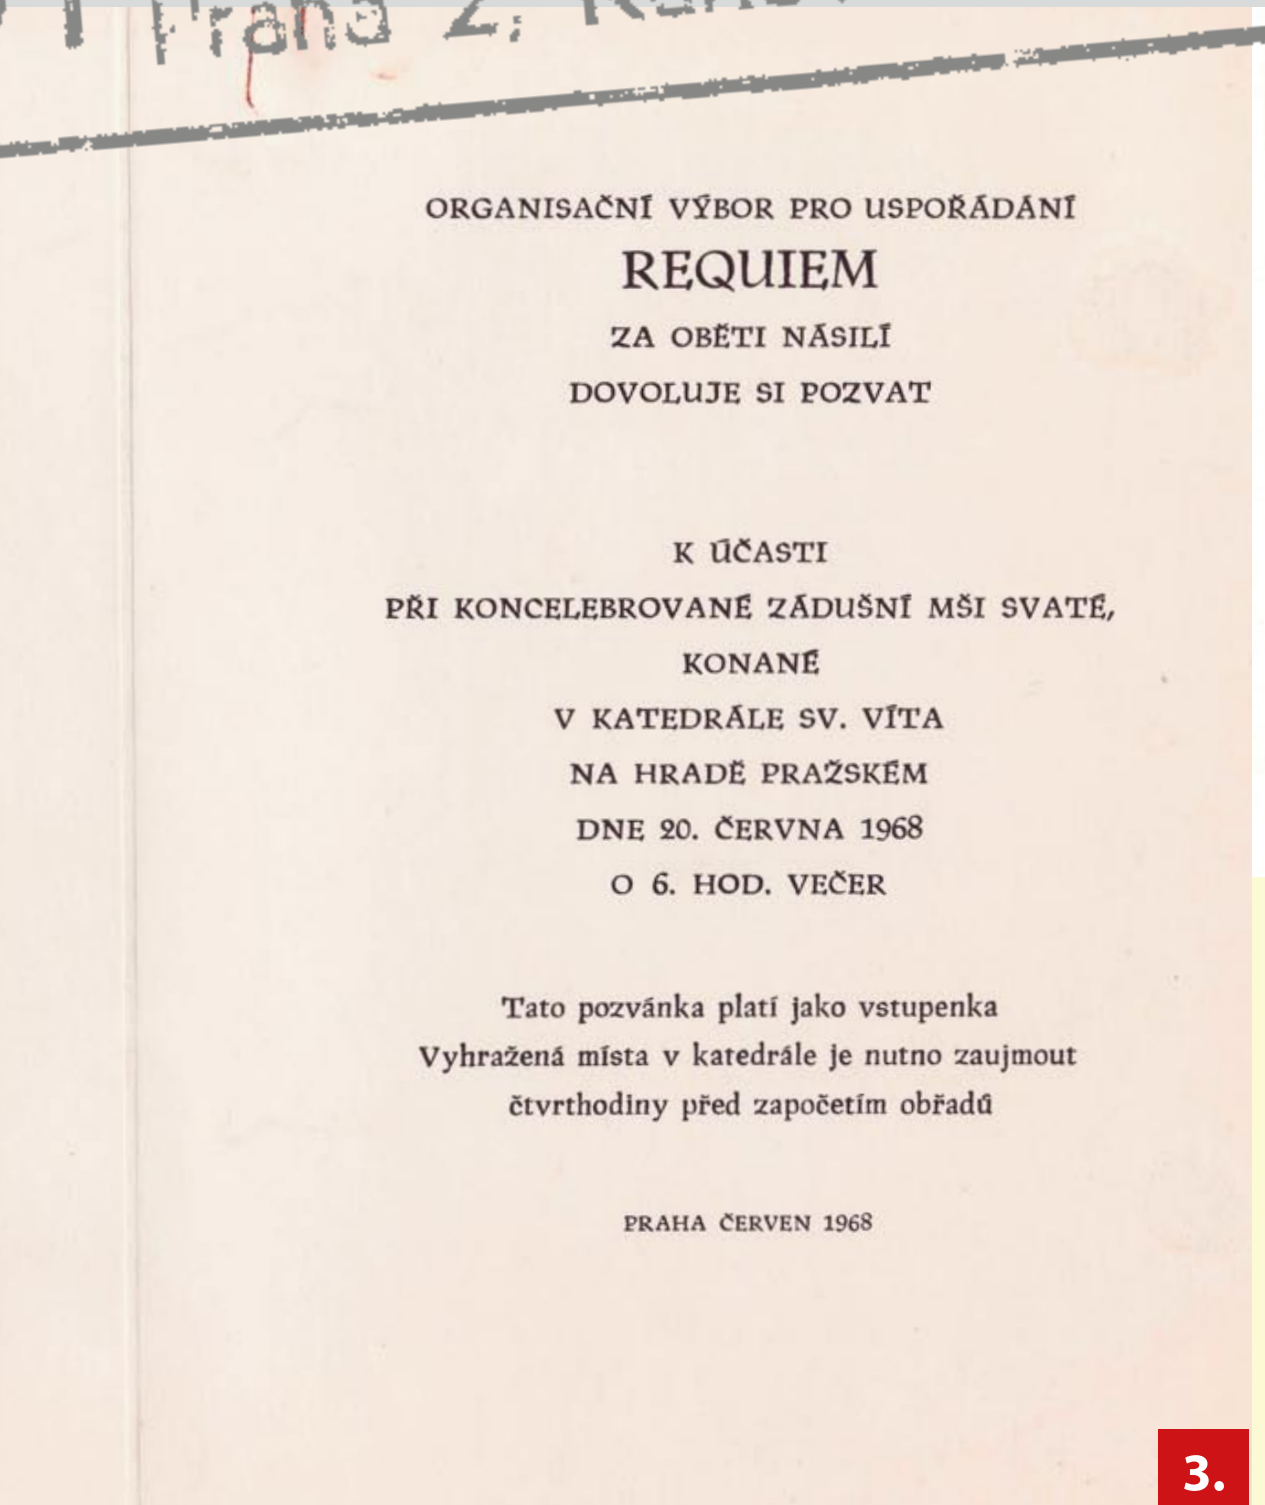 Praha 2,
ORGANISAČNÍ VÝBOR PRO USPOŘÁDÁNÍ
REQUIEM
ZA OBĚTI NÁSILÍ
DOVOLUJE SI POZVAT
K ÚČASTI
PŘI KONCELEBROVANÉ ZÁDUŠNÍ MŠI SVATÉ,
KONANÉ
V KATEDRÁLE SV. VÍTA
NA HRADĚ PRAŽSKÉM
DNE 20. ČERVNA 1968
O 6. HOD. VEČER
Tato pozvánka platí jako vstupenka
Vyhražená místa v katedrále je nutno zaujmout
čtvrthodiny před započetím obřadů
PRAHA ČERVEN 1968
3.